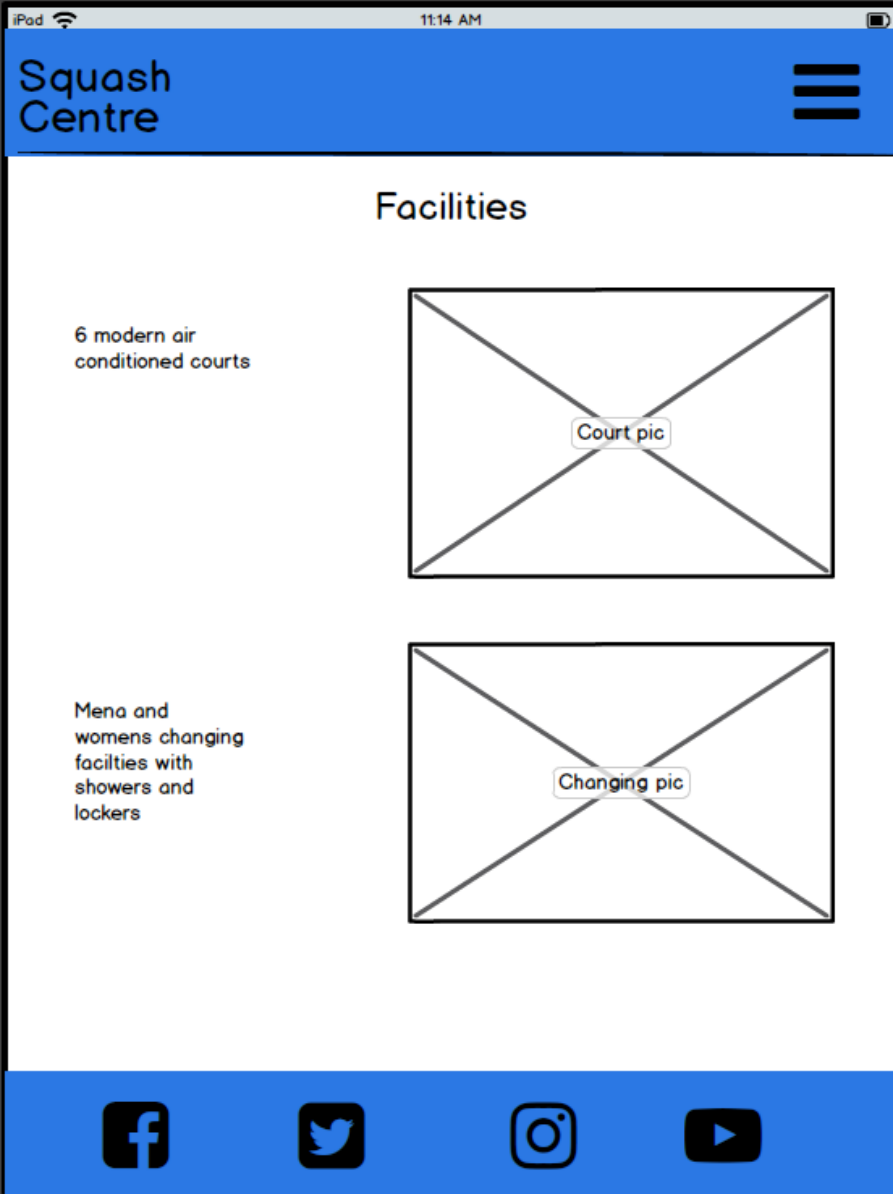 iPad
11:14 AM
Squash
Centre
Facilities
6 modern air
conditioned courts
Court pic
Mena and
womens changing
facilties with
showers and
lockers
Changing pic